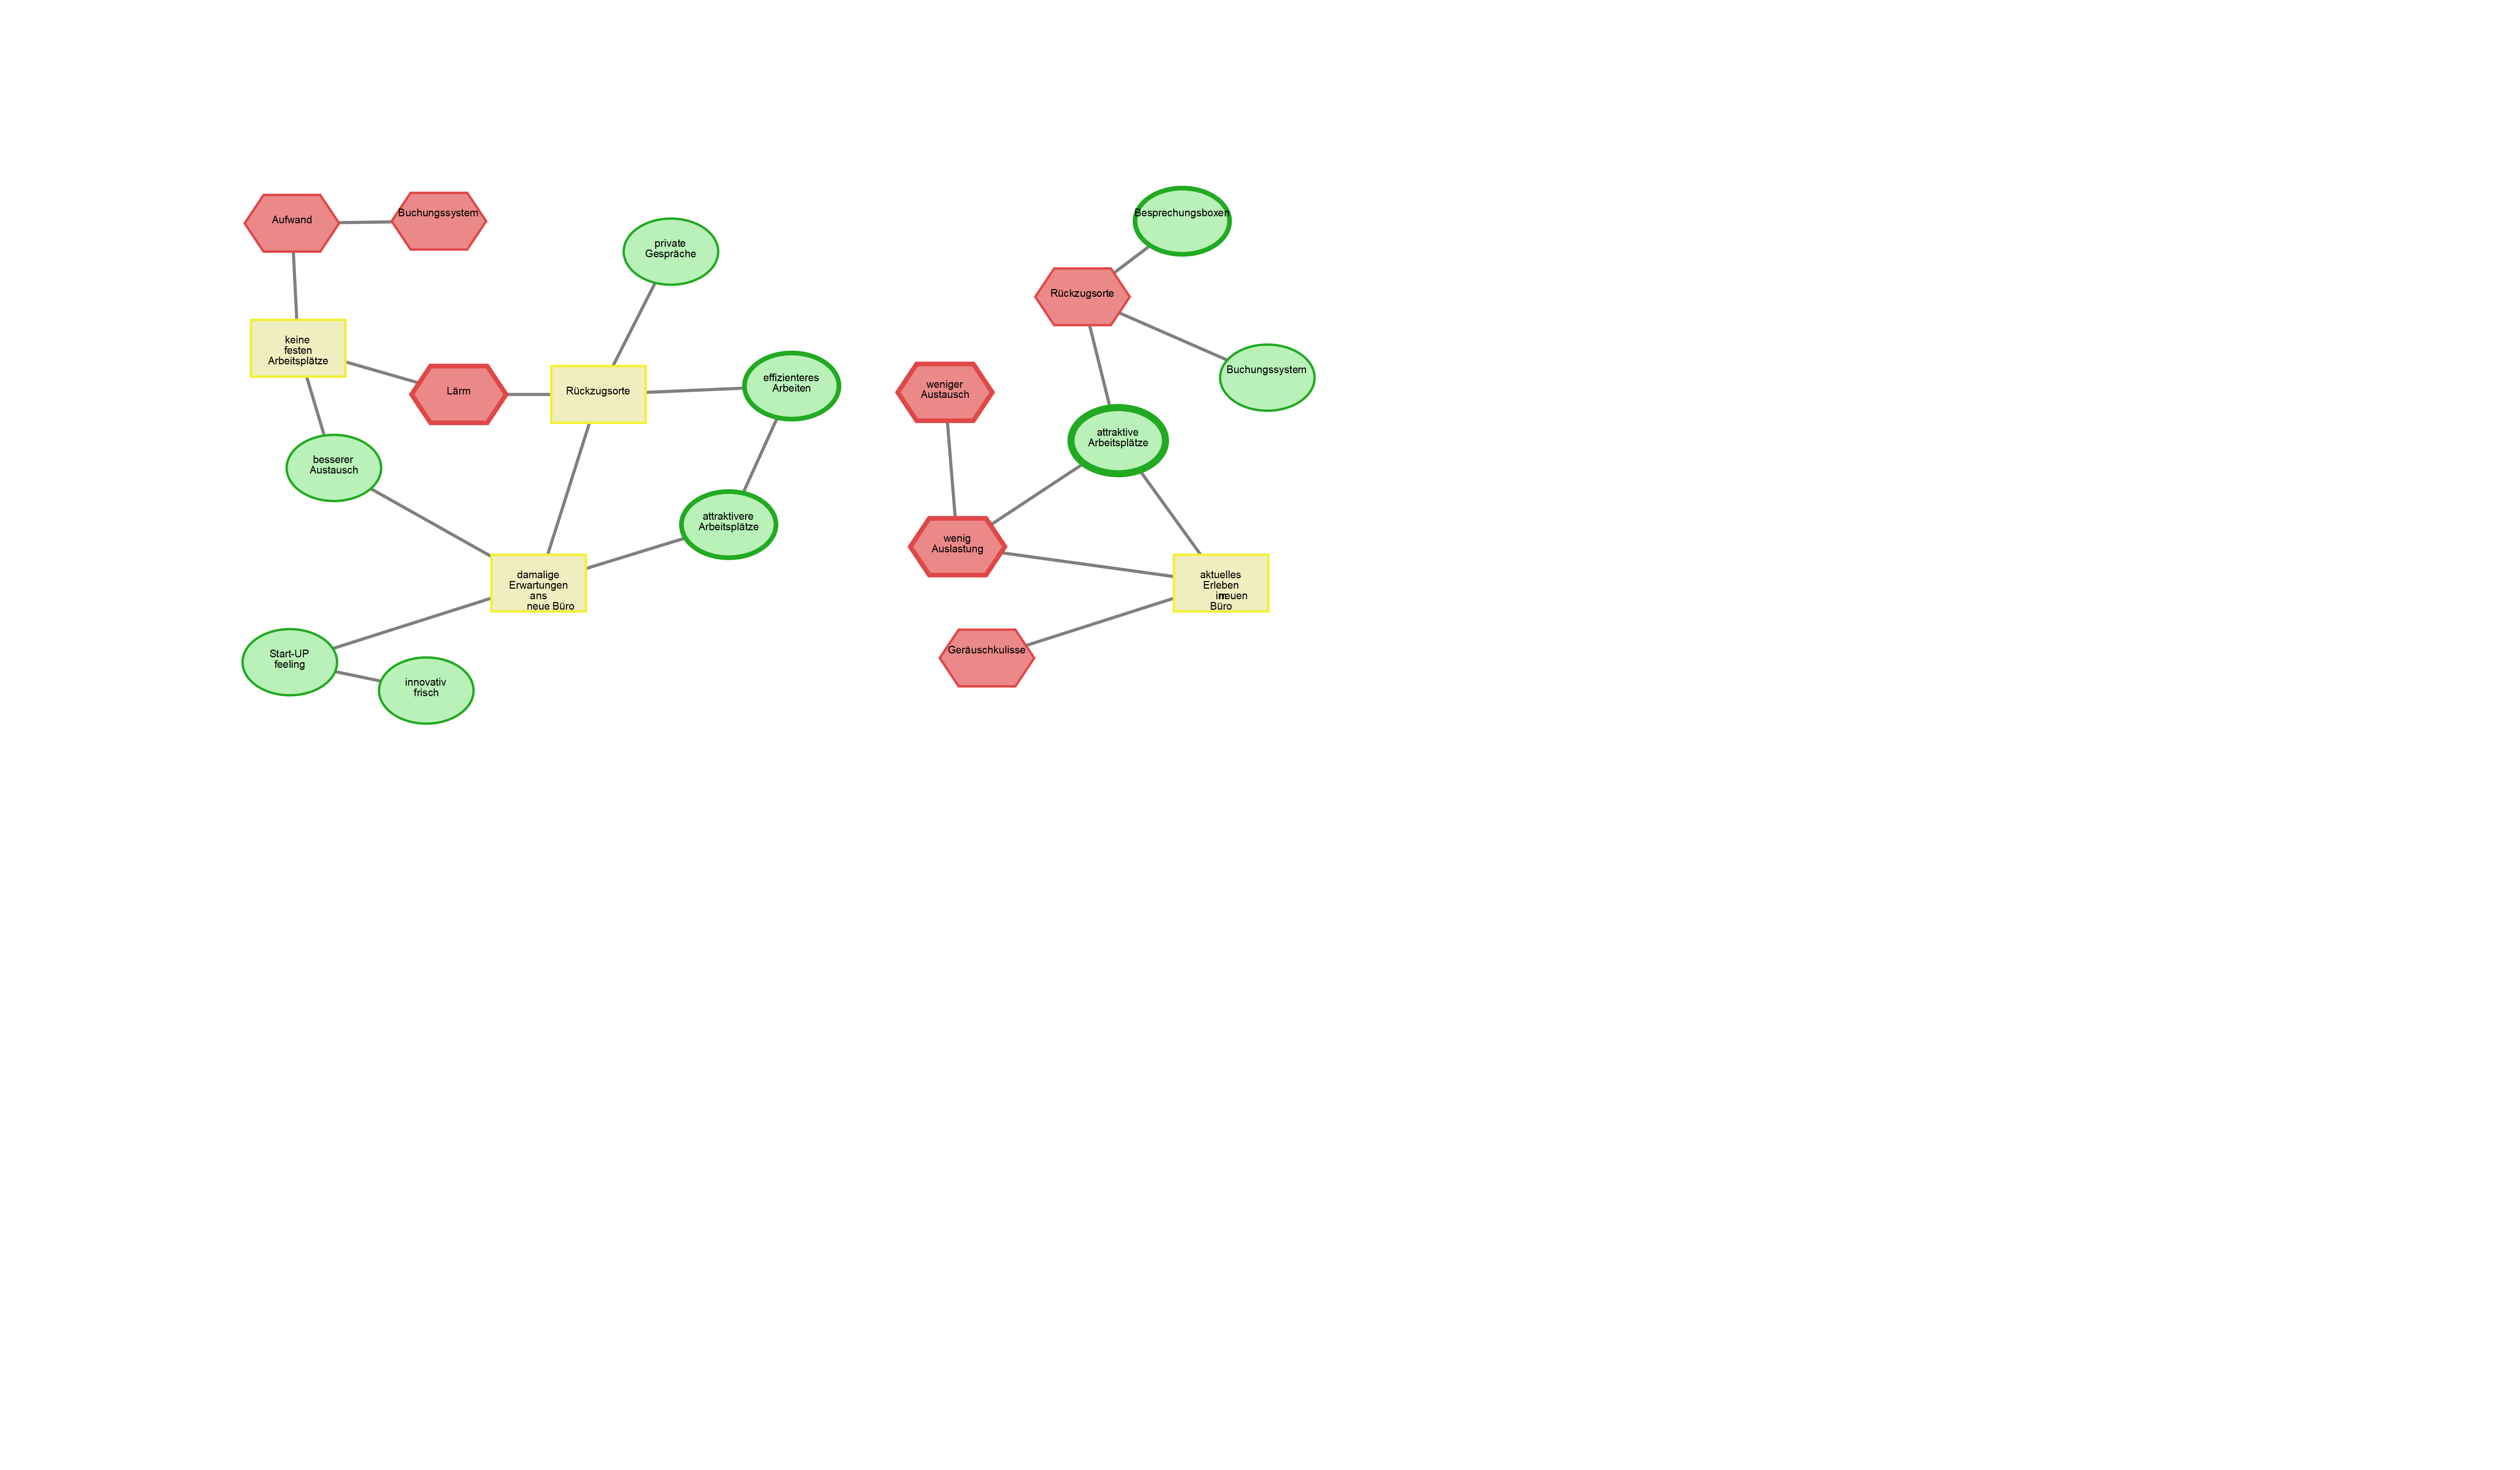 Aufwand
Buchungssystem
private
Gespräche
keine
festen
Arbeitsplätze
Lärm
Rückzugsorte
effizienteres
Arbeiten
besserer
Austausch
attraktivere
Arbeitsplätze
damalige
Erwartungen
ans
neue Büro
Start-UP
feeling
innovativ
frisch
Besprechungsboxen
Rückzugsorte
Buchungssystem
weniger
Austausch
attraktive
Arbeitsplätze
wenig
Auslastung
aktuelles
Erleben
im neuen
Büro
Geräuschkulisse